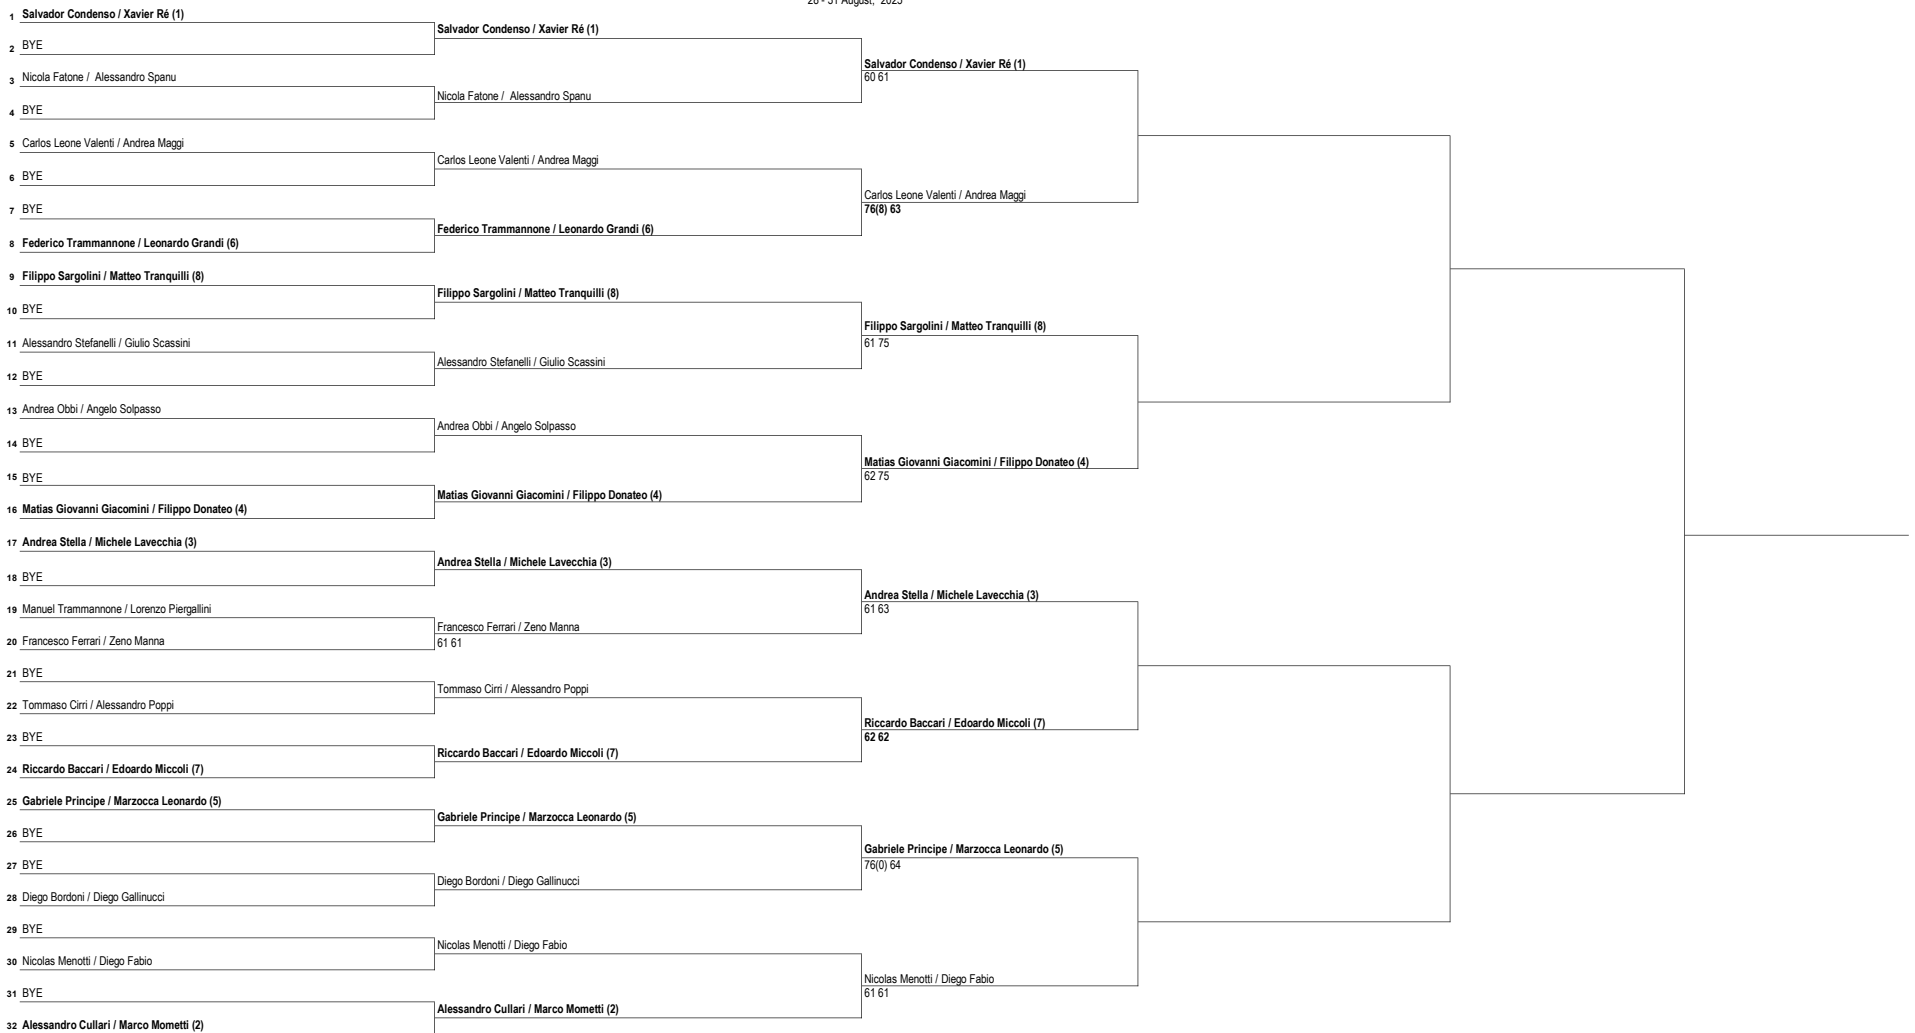 26 - 31 August, 2025
1 Salvador Condenso / Xavier Ré (1)
2 BYE
3 Nicola Fatone / Alessandro Spanu
4 BYE
5 Carlos Leone Valenti / Andrea Maggi
6 BYE
7 BYE
8 Federico Trammannone / Leonardo Grandi (6)
9 Filippo Sargolini / Matteo Tranquilli (8)
10 BYE
11 Alessandro Stefanelli / Giulio Scassini
12 BYE
13 Andrea Obbi / Angelo Solpasso
14 BYE
15 BYE
16 Matias Giovanni Giacomini / Filippo Donateo (4)
17 Andrea Stella / Michele Lavecchia (3)
18 BYE
19 Manuel Trammannone / Lorenzo Piergallini
20 Francesco Ferrari / Zeno Manna
21 BYE
22 Tommaso Cirri / Alessandro Poppi
23 BYE
24 Riccardo Baccari / Edoardo Miccoli (7)
25 Gabriele Principe / Marzocca Leonardo (5)
26 BYE
27 BYE
28 Diego Bordoni / Diego Gallinucci
29 BYE
30 Nicolas Menotti / Diego Fabio
31 BYE
32 Alessandro Cullari / Marco Mometti (2)
Salvador Condenso / Xavier Ré (1)
Nicola Fatone / Alessandro Spanu
Carlos Leone Valenti / Andrea Maggi
Federico Trammannone / Leonardo Grandi (6)
Filippo Sargolini / Matteo Tranquilli (8)
Alessandro Stefanelli / Giulio Scassini
Andrea Obbi / Angelo Solpasso
Matias Giovanni Giacomini / Filippo Donateo (4)
Andrea Stella / Michele Lavecchia (3)
Francesco Ferrari / Zeno Manna
61 61
Tommaso Cirri / Alessandro Poppi
Riccardo Baccari / Edoardo Miccoli (7)
Gabriele Principe / Marzocca Leonardo (5)
Diego Bordoni / Diego Gallinucci
Nicolas Menotti / Diego Fabio
Alessandro Cullari / Marco Mometti (2)
Salvador Condenso / Xavier Ré (1)
60 61
Carlos Leone Valenti / Andrea Maggi
76(8) 63
Filippo Sargolini / Matteo Tranquilli (8)
61 75
Matias Giovanni Giacomini / Filippo Donateo (4)
62 75
Andrea Stella / Michele Lavecchia (3)
61 63
Riccardo Baccari / Edoardo Miccoli (7)
62 62
Gabriele Principe / Marzocca Leonardo (5)
76(0) 64
Nicolas Menotti / Diego Fabio
61 61